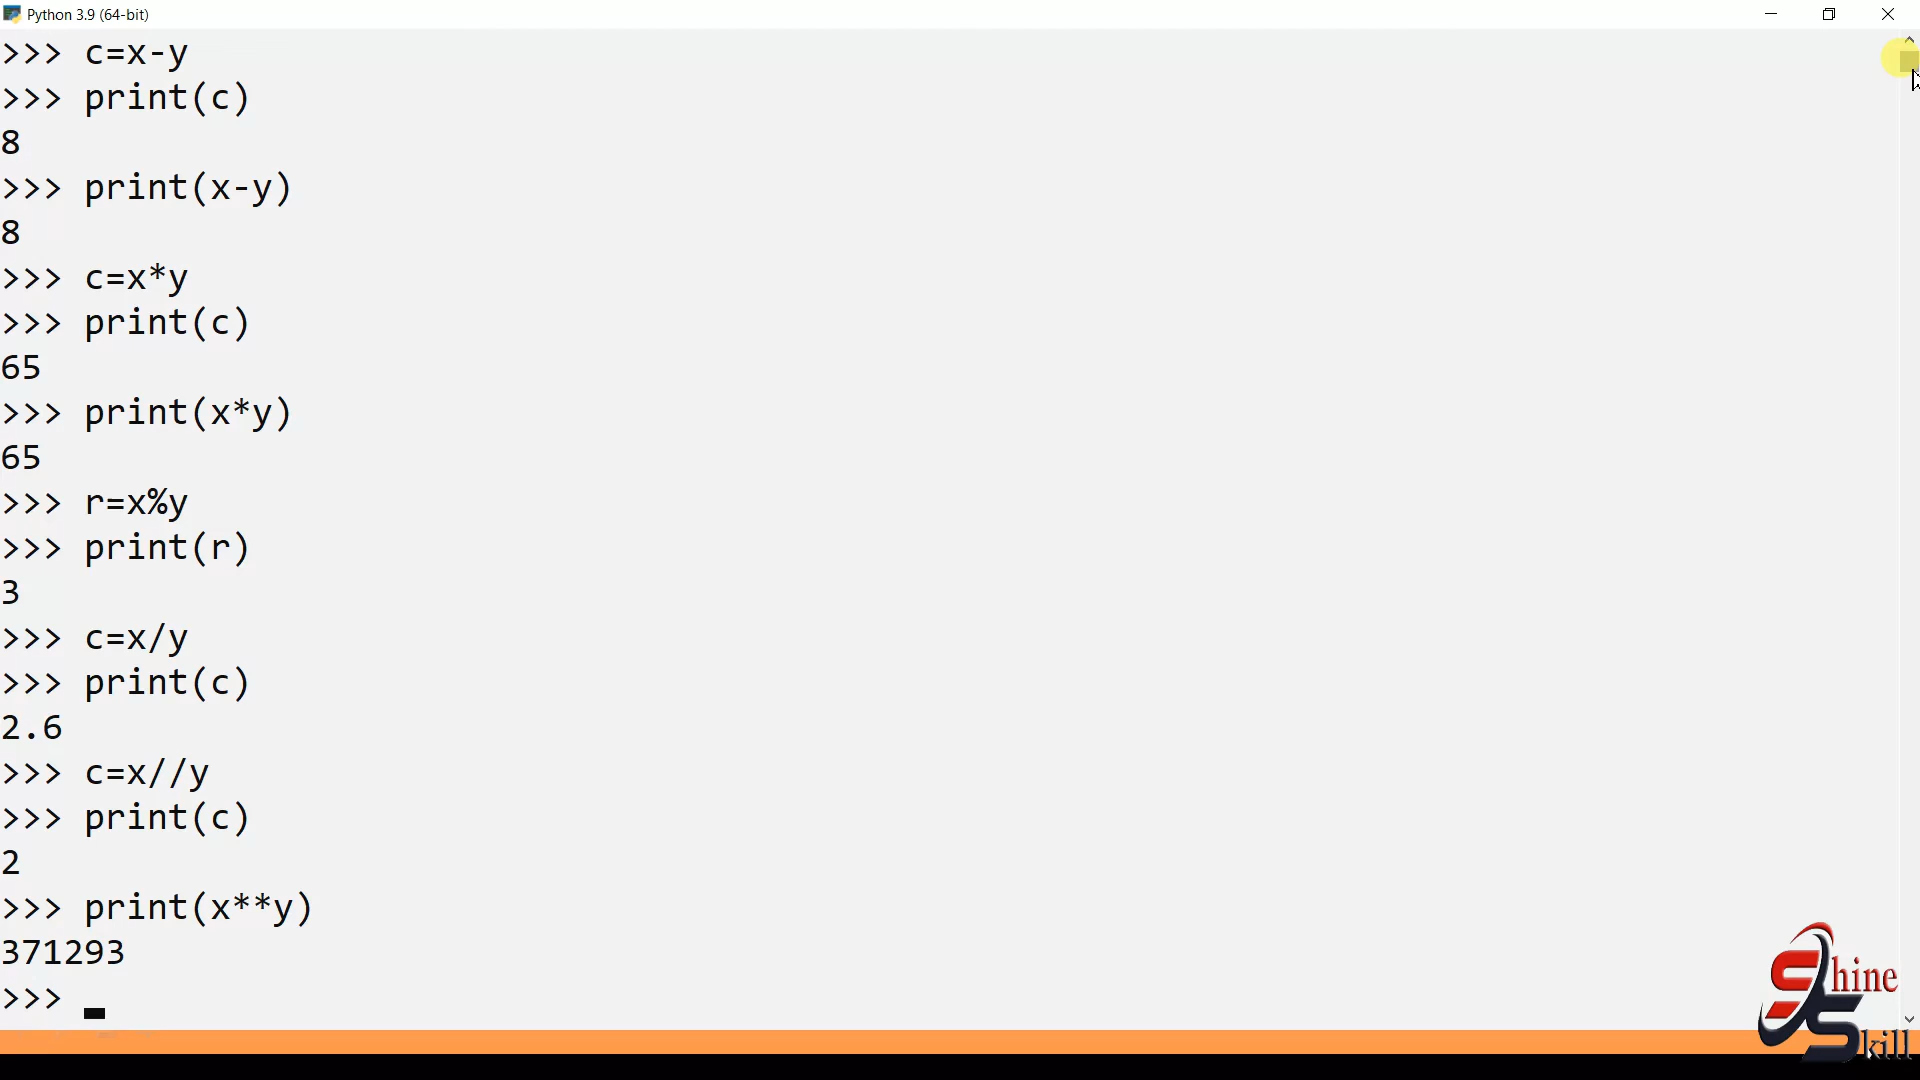 Python 3.9 (64-bit)
>>> c=x-y
>>> print(c)
8
>>> print(x-y)
8
>>> c=x*y
>>> print(c)
65
>>> print(x*y)
65
>>> r=x%y
>>> print(r)
3
>>> c=x/y
>>> print(c)
2.6
>>> c=x//y
>>> print(c)
2
>>> print(x**y)
371293
>>>
Shine
Skill